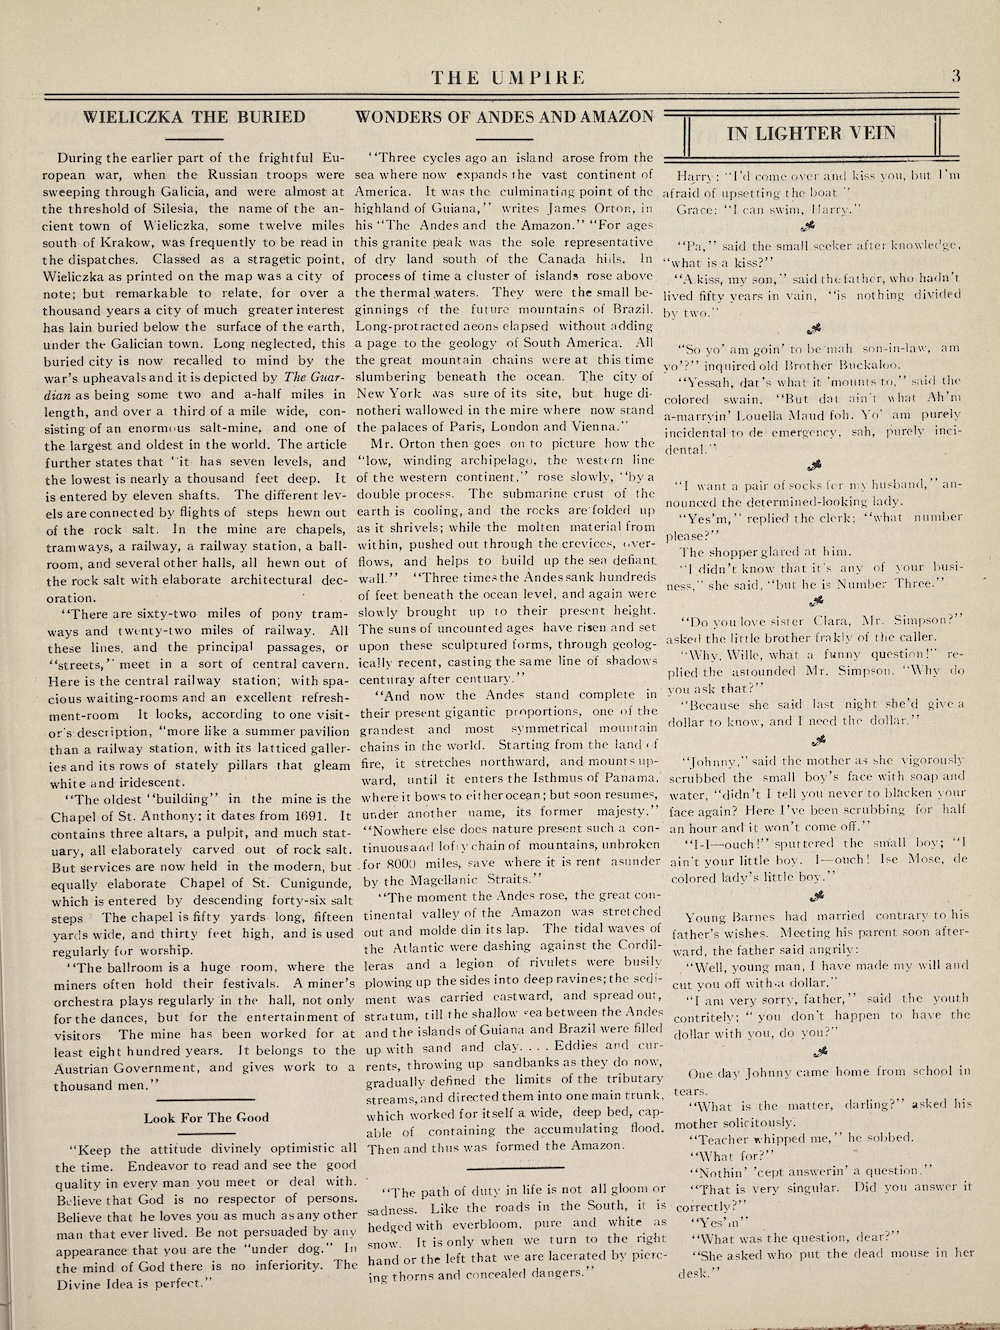 THE UMPIRE
3
WIELICZKA THE BURIED
During the earlier part of the frightful Eu-
ropean war, when the Russian troops were
sweeping through Galicia, and were almost at
the threshold of Silesia, the name of the an-
cient town of Wieliczka, some twelve miles
south of Krakow, was frequently to be read in
the dispatches. Classed as a stragetic point,
Wieliczka as printed on the map was a city of
note; but remarkable to relate, for over a
thousand years a city of much greater interest
has lain buried below the surface of the earth,
under the Galician town. Long neglected, this
buried city is now recalled to mind by the
war's upheavals and it is depicted by The Guar-
dian as being some two and a-half miles in
length, and over a third of a mile wide, con-
sisting of an enormous salt-mine, and one of
the largest and oldest in the world. The article
further states that "it has seven levels, and
the lowest is nearly a thousand feet deep. It
is entered by eleven shafts. The different lev-
els are connected by flights of steps hewn out
of the rock salt. In the mine are chapels,
tramways, a railway, a railway station, a ball-
room, and several other halls, all hewn out of
the rock salt with elaborate architectural dec-
oration.
"There are sixty-two miles of pony tram-
ways and twenty-two miles of railway. All
these lines, and the principal passages, or
"streets," meet in a sort of central cavern.
Here is the central railway station; with spa-
cious waiting-rooms and an excellent refresh-
ment-room It looks, according to one visit-
or's description, "more like a summer pavilion
than a railway station, with its latticed galler-
ies and its rows of stately pillars that gleam
white and iridescent.
"The oldest "building" in the mine is the
Chapel of St. Anthony; it dates from 1691. It
contains three altars, a pulpit, and much stat-
uary, all elaborately carved out of rock salt.
But services are now held in the modern, but
equally elaborate Chapel of St. Cunigunde,
which is entered by descending forty-six salt
steps The chapel is fifty yards long, fifteen
yards wide, and thirty feet high, and is used
regularly for worship.
"The ballroom is a huge room, where the
miners often hold their festivals. A miner's
orchestra plays regularly in the hall, not only
for the dances, but for the entertainment of
visitors The mine has been worked for at
least eight hundred years. It belongs to the
Austrian Government, and gives work to a
thousand men."
Look For The Good
"Keep the attitude divinely optimistic all
the time. Endeavor to read and see the good
quality in every man you meet or deal with.
Believe that God is no respector of persons.
Believe that he loves you as much as any other
man that ever lived. Be not persuaded by any
appearance that you are the "under dog." In
the mind of God there is no inferiority. The
Divine Idea is perfect."
WONDERS OF ANDES AND AMAZON
"Three cycles ago an island arose from the
sea where now expands the vast continent of
America. It was the culminating point of the
highland of Guiana," writes James Orton, in
his "The Andes and the Amazon." "For ages
this granite peak was the sole representative
of dry land south of the Canada hills. In
process of time a cluster of islands rose above
the thermal waters. They were the small be-
ginnings of the future mountains of Brazil.
Long-protracted aeons elapsed without adding
a page to the geology of South America. All
the great mountain chains were at this time
slumbering beneath the ocean. The city of
New York was sure of its site, but huge di-
notheri wallowed in the mire where now stand
the palaces of Paris, London and Vienna."
Mr. Orton then goes on to picture how the
"low, winding archipelago, the western line
of the western continent," rose slowly, "by a
double process. The submarine crust of the
earth is cooling, and the rocks are folded up
as it shrivels; while the molten material from
within, pushed out through the crevices, over-
flows, and helps to build up the sea defiant
wall." "Three times the Andes sank hundreds
of feet beneath the ocean level, and again were
slowly brought up to their present height.
The suns of uncounted ages have risen and set
upon these sculptured forms, through geolog-
ically recent, casting the same line of shadows
centuray after centuary."
"And now the Andes stand complete in
their present gigantic proportions, one of the
grandest and most symmetrical mountain
chains in the world. Starting from the land of
fire, it stretches northward, and mounts up-
ward, until it enters the Isthmus of Panama,
where it bows to either ocean; but soon resumes,
under another name, its former majesty."
"Nowhere else does nature present such a con-
tinuous and lofty chain of mountains, unbroken
for 8000 miles, save where it is rent asunder
by the Magellanic Straits."
"The moment the Andes rose, the great con-
tinental valley of the Amazon was stretched
out and molde din its lap. The tidal waves of
the Atlantic were dashing against the Cordil-
leras and a legion of rivulets were busily
plowing up the sides into deep ravines; the sedi-
ment was carried eastward, and spread out,
stratum, till the shallow sea between the Andes
and the islands of Guiana and Brazil were filled
up with sand and clay. . . . Eddies and cur-
rents, throwing up sandbanks as they do now,
gradually defined the limits of the tributary
streams, and directed them into one main trunk,
which worked for itself a wide, deep bed, cap-
able of containing the accumulating flood.
Then and thus was formed the Amazon.
"The path of duty in life is not all gloom or
sadness. Like the roads in the South, it is
hedged with everbloom, pure and white as
snow. It is only when we turn to the right
hand or the left that we are lacerated by pierc-
ing thorns and concealed dangers."
IN LIGHTER VEIN
Harry: "I'd come over and kiss you, but I'm
afraid of upsetting the boat "
Grace: "I can swim, Harry."
"Pa," said the small seeker after knowledge,
"what is a kiss?"
"A kiss, my son," said the father, who hadn't
lived fifty years in vain, "is nothing divided
by two."
"So yo' am goin' to be mah son-in-law, am
yo'?" inquired old Brother Buckaloo.
"Yessah, dat's what it 'mounts to," said the
colored swain. "But dat ain't what Ah'm
a-marryin' Louella Maud foh. Yo' am purely
incidental to de emergency, sah, purely inci-
dental."
"I want a pair of socks for my husband," an-
nounced the determined-looking lady.
"Yes'm," replied the clerk; "what number
please?"
The shopper glared at him.
"I didn't know that it's any of your busi-
ness," she said, "but he is Number Three."
"Do you love sister Clara, Mr. Simpson?"
asked the little brother frakly of the caller.
"Why, Wille, what a funny question!" re-
plied the astounded Mr. Simpson. "Why do
you ask that?"
"Because she said last night she'd give a
dollar to know, and I need the dollar."
"Johnny," said the mother as she vigorously
scrubbed the small boy's face with soap and
water, "didn't I tell you never to blacken your
face again? Here I've been scrubbing for half
an hour and it won't come off."
"I-I—ouch!" sputtered the small boy; "I
ain't your little boy. I—ouch! Ise Mose, de
colored lady's little boy."
Young Barnes had married contrary to his
father's wishes. Meeting his parent soon after-
ward, the father said angrily:
"Well, young man, I have made my will and
cut you off with a dollar."
"I am very sorry, father," said the youth
contritely; " you don't happen to have the
dollar with you, do you?"
One day Johnny came home from school in
tears.
"What is the matter, darling?" asked his
mother solicitously.
"Teacher whipped me," he sobbed.
"What for?"
"Nothin' 'cept answerin' a question."
"That is very singular. Did you answer it
correctly?"
"Yes'm"
"What was the question, dear?"
"She asked who put the dead mouse in her
desk."